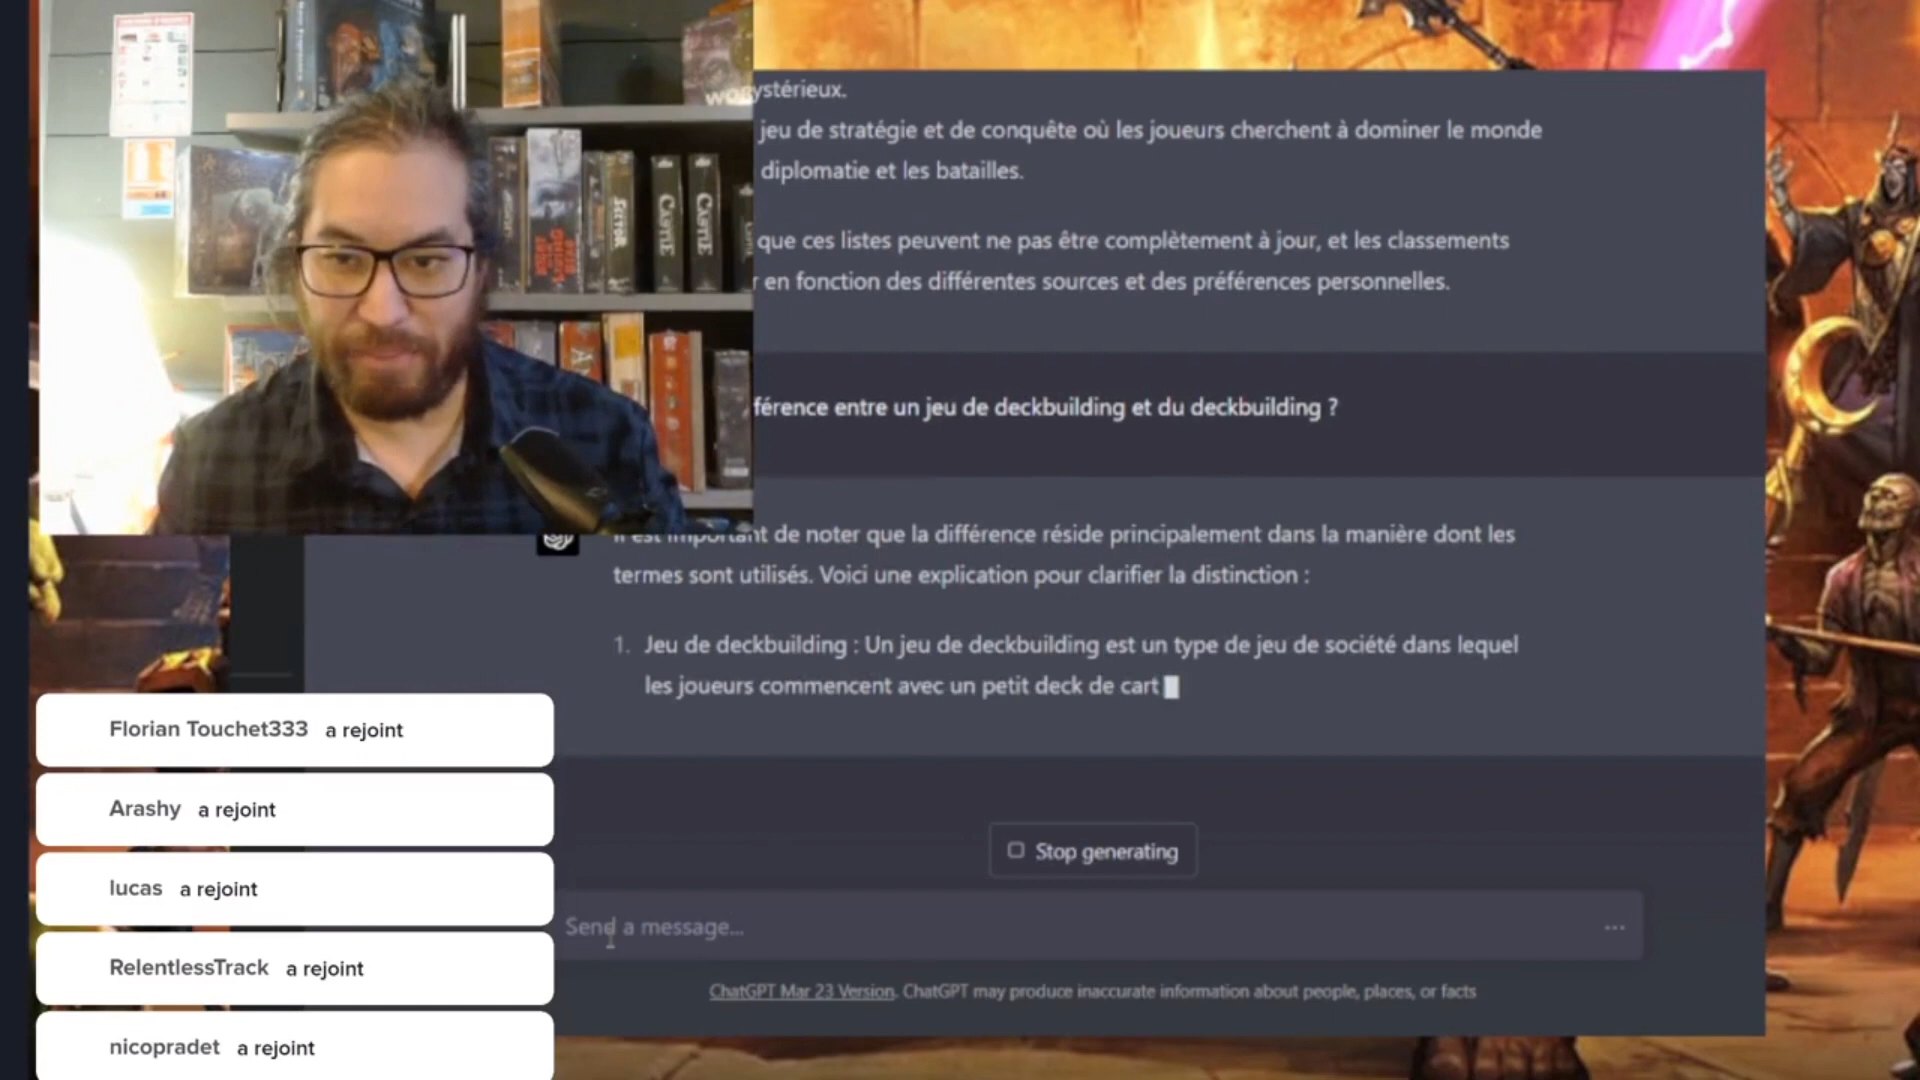 ystérieux.
jeu de stratégie et de conquête où les joueurs cherchent à dominer le monde
diplomatie et les batailles.
que ces listes peuvent ne pas être complètement à jour, et les classements
en fonction des différentes sources et des préférences personnelles.
férence entre un jeu de deckbuilding et du deckbuilding ?
Il est important de noter que la différence réside principalement dans la manière dont les
termes sont utilisés. Voici une explication pour clarifier la distinction :
1. Jeu de deckbuilding : Un jeu de deckbuilding est un type de jeu de société dans lequel
les joueurs commencent avec un petit deck de cart
Stop generating
Send a message...
ChatGPT Mar 23 Version. ChatGPT may produce inaccurate information about people, places, or facts
CASTLE
CASTLE
Florian Touchet333 a rejoint
Arashy a rejoint
lucas a rejoint
RelentlessTrack a rejoint
nicopradet a rejoint